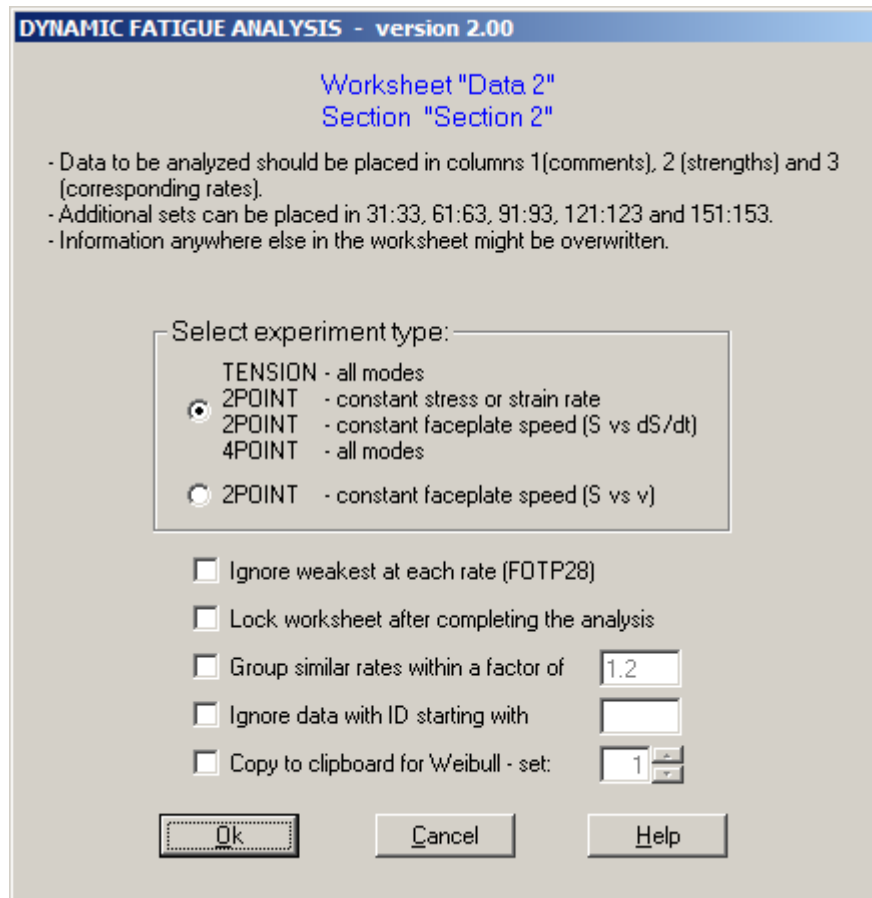 DYNAMIC FATIGUE ANALYSIS - version 2.00
Worksheet "Data 2"
Section "Section 2"
- Data to be analyzed should be placed in columns 1(comments), 2 (strengths) and 3
(corresponding rates).
- Additional sets can be placed in 31:33, 61:63, 91:93, 121:123 and 151:153.
- Information anywhere else in the worksheet might be overwritten.
Select experiment type:
TENSION - all modes
2POINT - constant stress or strain rate
2POINT - constant faceplate speed (S vs dS/dt)
4POINT - all modes
2POINT - constant faceplate speed (S vs v)
Ignore weakest at each rate (FOTP28)
Lock worksheet after completing the analysis
Group similar rates within a factor of 1.2
Ignore data with ID starting with
Copy to clipboard for Weibull - set: 1
Ok Cancel Help